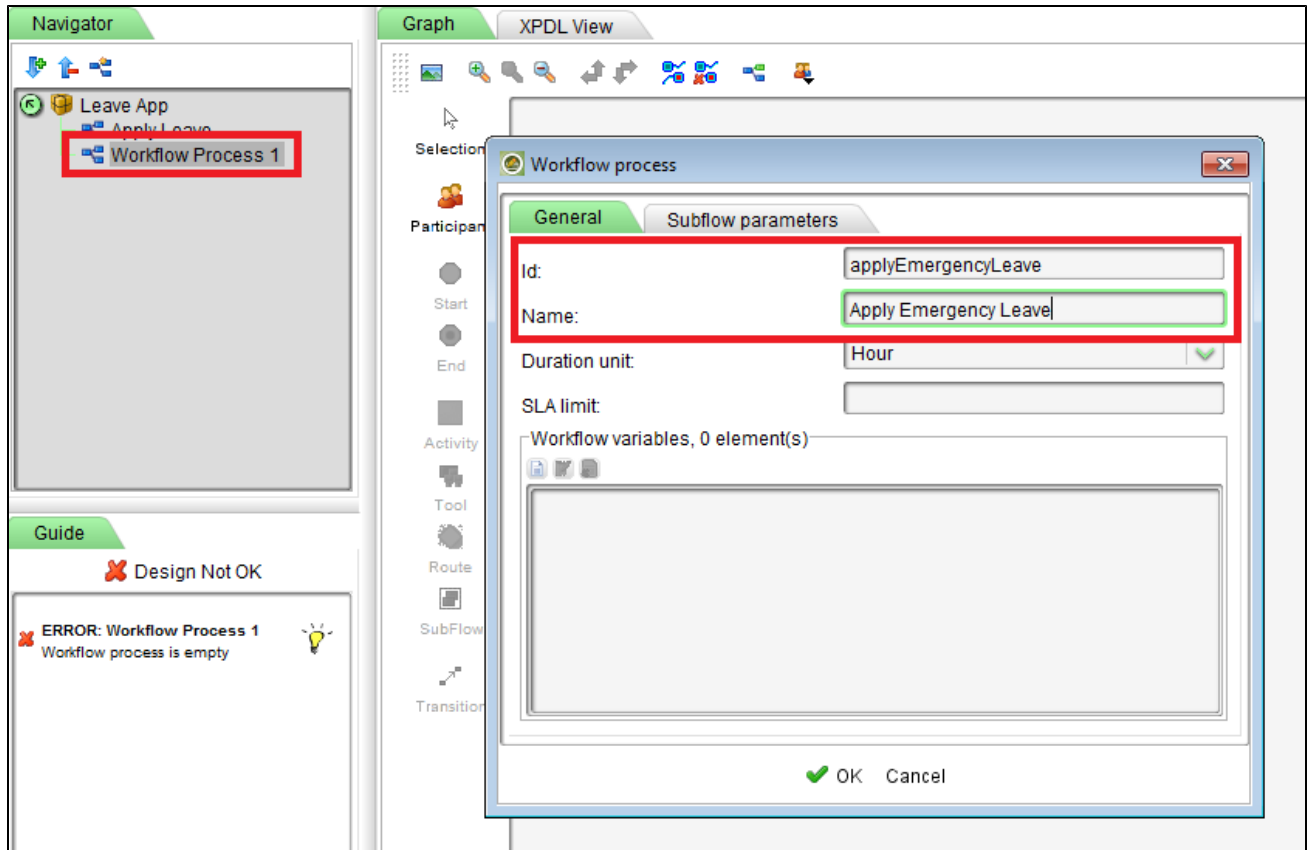 Navigator
Leave App
Apply Leave
Workflow Process 1
Guide
Design Not OK
ERROR: Workflow Process 1
Workflow process is empty
Graph
XPDL View
Selection
Participan
Start
End
Activity
Tool
Route
SubFlow
Transition
Workflow process
General
Subflow parameters
Id:
applyEmergencyLeave
Name:
Apply Emergency Leave
Duration unit:
Hour
SLA limit:
Workflow variables, 0 element(s)
OK
Cancel